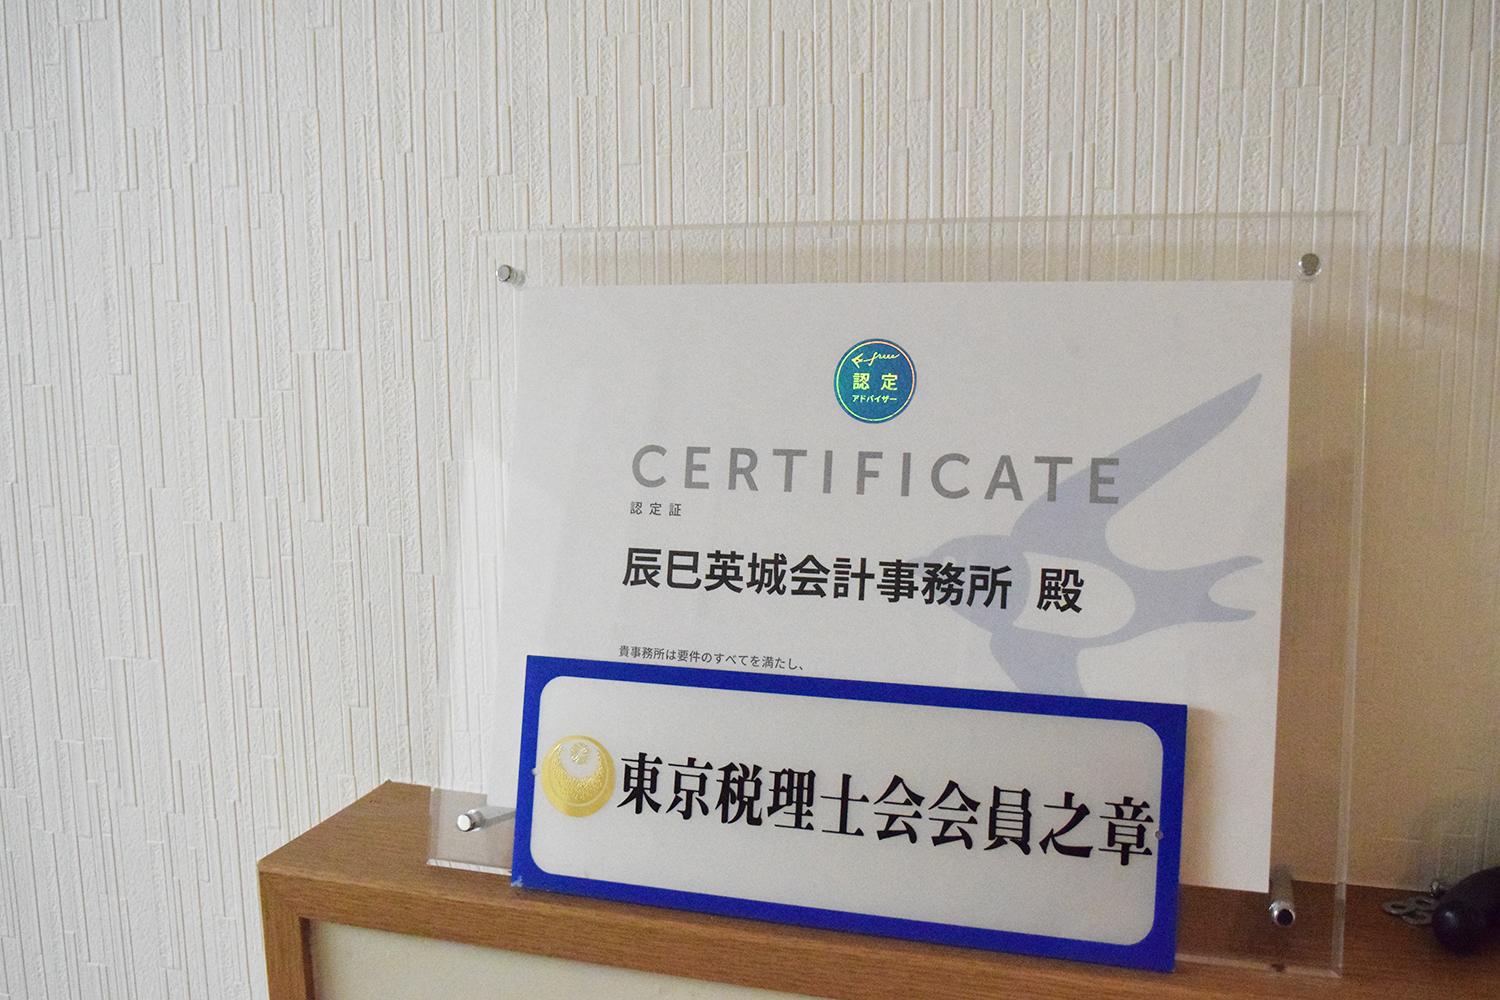 freee
認定
アドバイザー
CERTIFICATE
認定証
辰巳英城会計事務所 殿
貴事務所は要件のすべてを満たし、
東京税理士会会員之章